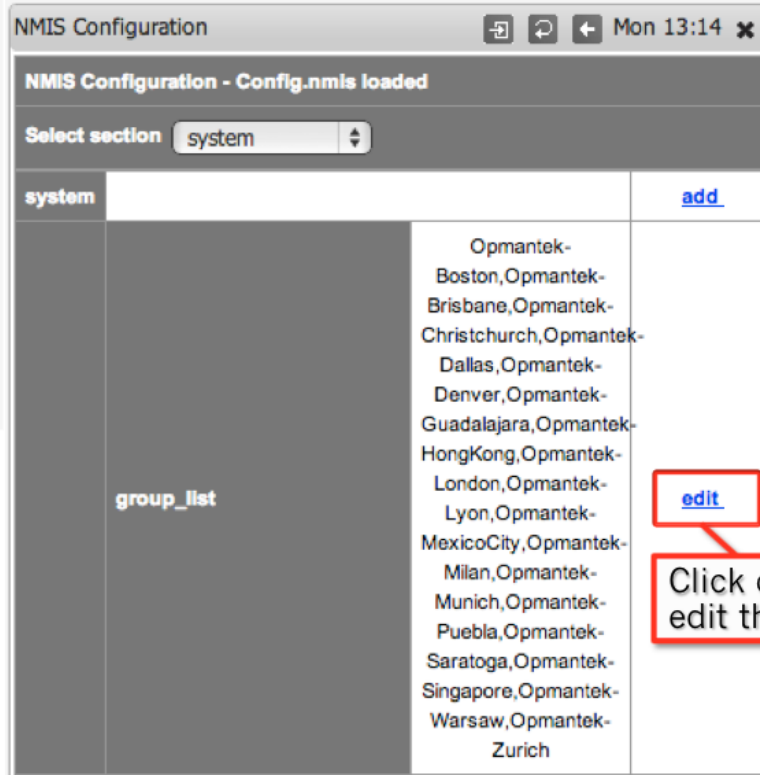 NMIS Configuration Mon 13:14
NMIS Configuration - Config.nmis loaded
Select section system
system add
Opmantek-
Boston,Opmantek-
Brisbane,Opmantek-
Christchurch,Opmantek-
Dallas,Opmantek-
Denver,Opmantek-
Guadalajara,Opmantek-
HongKong,Opmantek-
London,Opmantek-
group_list edit
Lyon,Opmantek-
MexicoCity,Opmantek-
Milan,Opmantek-
Munich,Opmantek-
Puebla,Opmantek-
Saratoga,Opmantek-
Singapore,Opmantek-
Warsaw,Opmantek-
Zurich
Click
edit